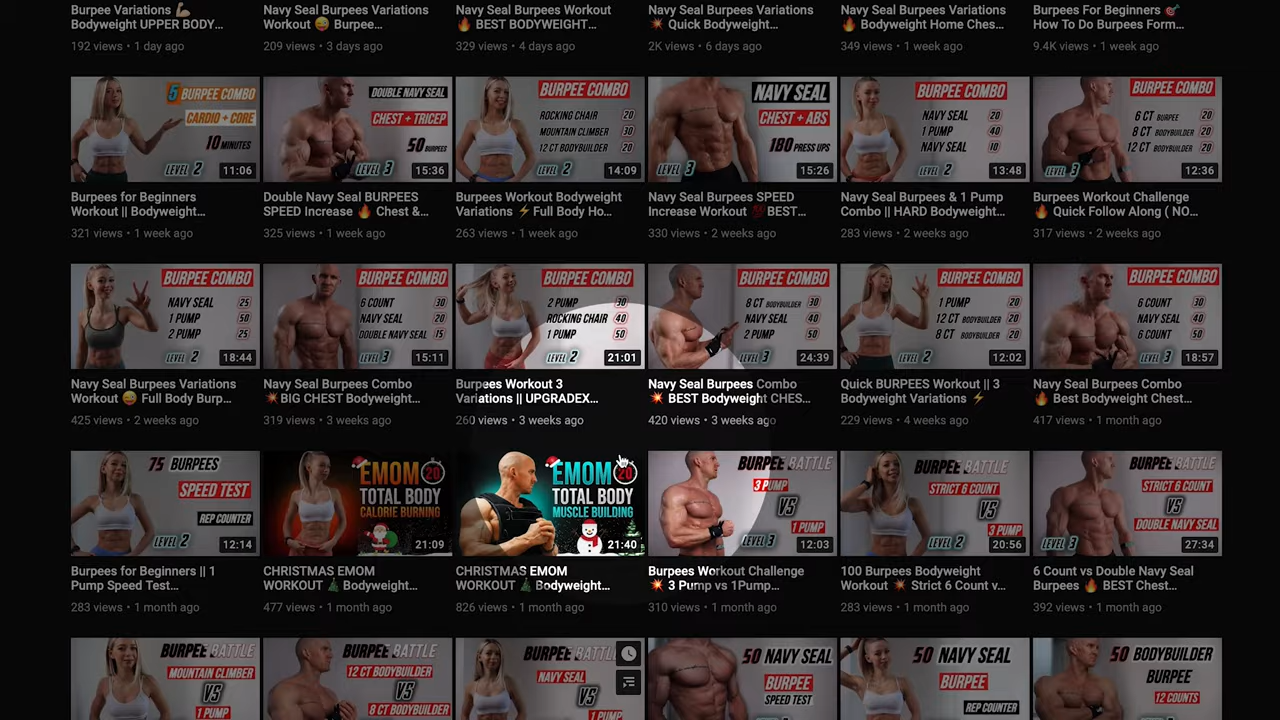 Burpee Variations 💪
Bodyweight UPPER BODY…
192 views • 1 day ago
Navy Seal Burpees Variations
Workout 😜 Burpee…
209 views • 3 days ago
Navy Seal Burpees Workout
🔥 BEST BODYWEIGHT…
329 views • 4 days ago
Navy Seal Burpees Variations
💥 Quick Bodyweight…
2K views • 6 days ago
Navy Seal Burpees Variations
🔥 Bodyweight Home Ches…
349 views • 1 week ago
Burpees For Beginners 🎯
How To Do Burpees Form…
9.4K views • 1 week ago
5 BURPEE COMBO
CARDIO + CORE
10 MINUTES
LEVEL 2
11:06
Burpees for Beginners
Workout || Bodyweight…
321 views • 1 week ago
DOUBLE NAVY SEAL
CHEST + TRICEP
50 BURPEES
LEVEL 3
15:36
Double Navy Seal BURPEES
SPEED Increase 🔥 Chest &…
325 views • 1 week ago
BURPEE COMBO
ROCKING CHAIR 20
MOUNTAIN CLIMBER 30
12 CT BODYBUILDER 20
LEVEL 2
14:09
Burpees Workout Bodyweight
Variations ⚡Full Body Ho…
263 views • 1 week ago
NAVY SEAL
CHEST + ABS
180 PRESS UPS
LEVEL 3
15:26
Navy Seal Burpees SPEED
Increase Workout 💯BEST…
330 views • 2 weeks ago
BURPEE COMBO
NAVY SEAL 20
1 PUMP 40
NAVY SEAL 10
LEVEL 2
13:48
Navy Seal Burpees & 1 Pump
Combo || HARD Bodyweight…
283 views • 2 weeks ago
BURPEE COMBO
6 CT BURPEE 20
8 CT BODYBUILDER 20
12 CT BODYBUILDER 20
LEVEL 3
12:36
Burpees Workout Challenge
🔥 Quick Follow Along ( NO…
317 views • 2 weeks ago
BURPEE COMBO
NAVY SEAL 25
1 PUMP 50
2 PUMP 25
LEVEL 2
18:44
Navy Seal Burpees Variations
Workout 😜 Full Body Burp…
425 views • 2 weeks ago
BURPEE COMBO
6 COUNT 30
NAVY SEAL 20
DOUBLE NAVY SEAL 15
LEVEL 3
15:11
Navy Seal Burpees Combo
💥BIG CHEST Bodyweight…
319 views • 3 weeks ago
BURPEE COMBO
2 PUMP 30
ROCKING CHAIR 40
1 PUMP 50
LEVEL 2
21:01
Burpees Workout 3
Variations || UPGRADEX…
260 views • 3 weeks ago
BURPEE COMBO
8 CT BODYBUILDER 30
NAVY SEAL 40
2 PUMP 50
LEVEL 3
24:39
Navy Seal Burpees Combo
💥 BEST Bodyweight CHES…
420 views • 3 weeks ago
BURPEE COMBO
1 PUMP 20
12 CT BODYBUILDER 20
8 CT BODYBUILDER 20
LEVEL 2
12:02
Quick BURPEES Workout || 3
Bodyweight Variations ⚡
229 views • 4 weeks ago
BURPEE COMBO
6 COUNT 30
NAVY SEAL 40
6 COUNT 50
LEVEL 3
18:57
Navy Seal Burpees Combo
🔥 Best Bodyweight Chest…
417 views • 1 month ago
75 BURPEES
SPEED TEST
REP COUNTER
LEVEL 2
12:14
Burpees for Beginners || 1
Pump Speed Test…
283 views • 1 month ago
EMOM 20
TOTAL BODY
CALORIE BURNING
21:09
CHRISTMAS EMOM
WORKOUT 🎄 Bodyweight…
477 views • 1 month ago
EMOM 20
TOTAL BODY
MUSCLE BUILDING
21:40
CHRISTMAS EMOM
WORKOUT 🎄 Bodyweight…
826 views • 1 month ago
BURPEE BATTLE
3 PUMP
VS
1 PUMP
LEVEL 3
12:03
Burpees Workout Challenge
💥 3 Pump vs 1Pump…
310 views • 1 month ago
BURPEE BATTLE
STRICT 6 COUNT
VS
3 PUMP
LEVEL 2
20:56
100 Burpees Bodyweight
Workout 💥 Strict 6 Count v…
283 views • 1 month ago
BURPEE BATTLE
STRICT 6 COUNT
VS
DOUBLE NAVY SEAL
LEVEL 3
27:34
6 Count vs Double Navy Seal
Burpees 🔥 BEST Chest…
392 views • 1 month ago
BURPEE BATTLE
MOUNTAIN CLIMBER
VS
1 PUMP
BURPEE BATTLE
12 CT BODYBUILDER
VS
8 CT BODYBUILDER
BURPEE BATTLE
NAVY SEAL
VS
1 PUMP
50 NAVY SEAL
BURPEE
SPEED TEST
50 NAVY SEAL
BURPEE
REP COUNTER
50 BODYBUILDER
BURPEE
12 COUNTS